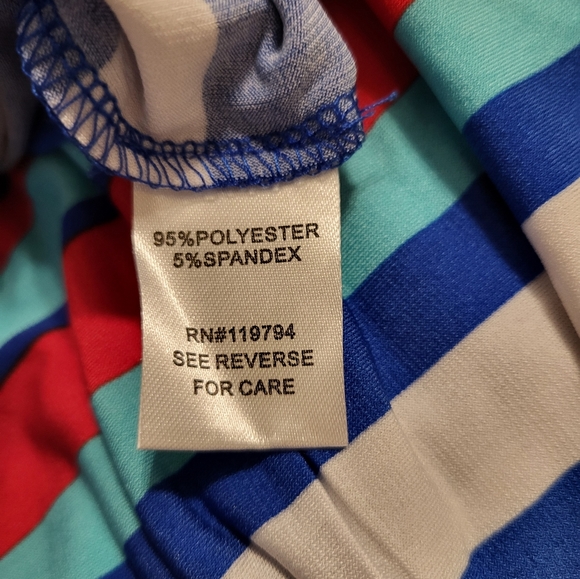 95%POLYESTER
5%SPANDEX
RN#119794
SEE REVERSE
FOR CARE